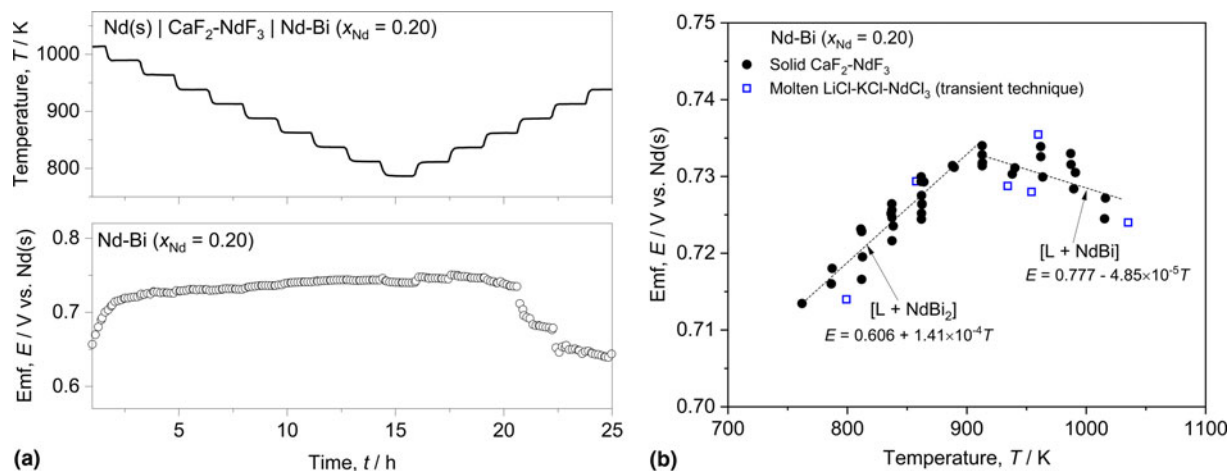 Nd(s) | CaF₂-NdF₃ | Nd-Bi (x_Nd = 0.20)
Temperature, T / K
1000
900
800
Nd-Bi (x_Nd = 0.20)
Emf, E / V vs. Nd(s)
0.8
0.7
0.6
5
10
15
20
25
Time, t / h
(a)
Nd-Bi (x_Nd = 0.20)
Solid CaF₂-NdF₃
Molten LiCl-KCl-NdCl₃ (transient technique)
Emf, E / V vs. Nd(s)
0.75
0.74
0.73
0.72
0.71
0.70
[L + NdBi]
E = 0.777 - 4.85×10⁻⁵T
[L + NdBi₂]
E = 0.606 + 1.41×10⁻⁴T
700
800
900
1000
1100
Temperature, T / K
(b)